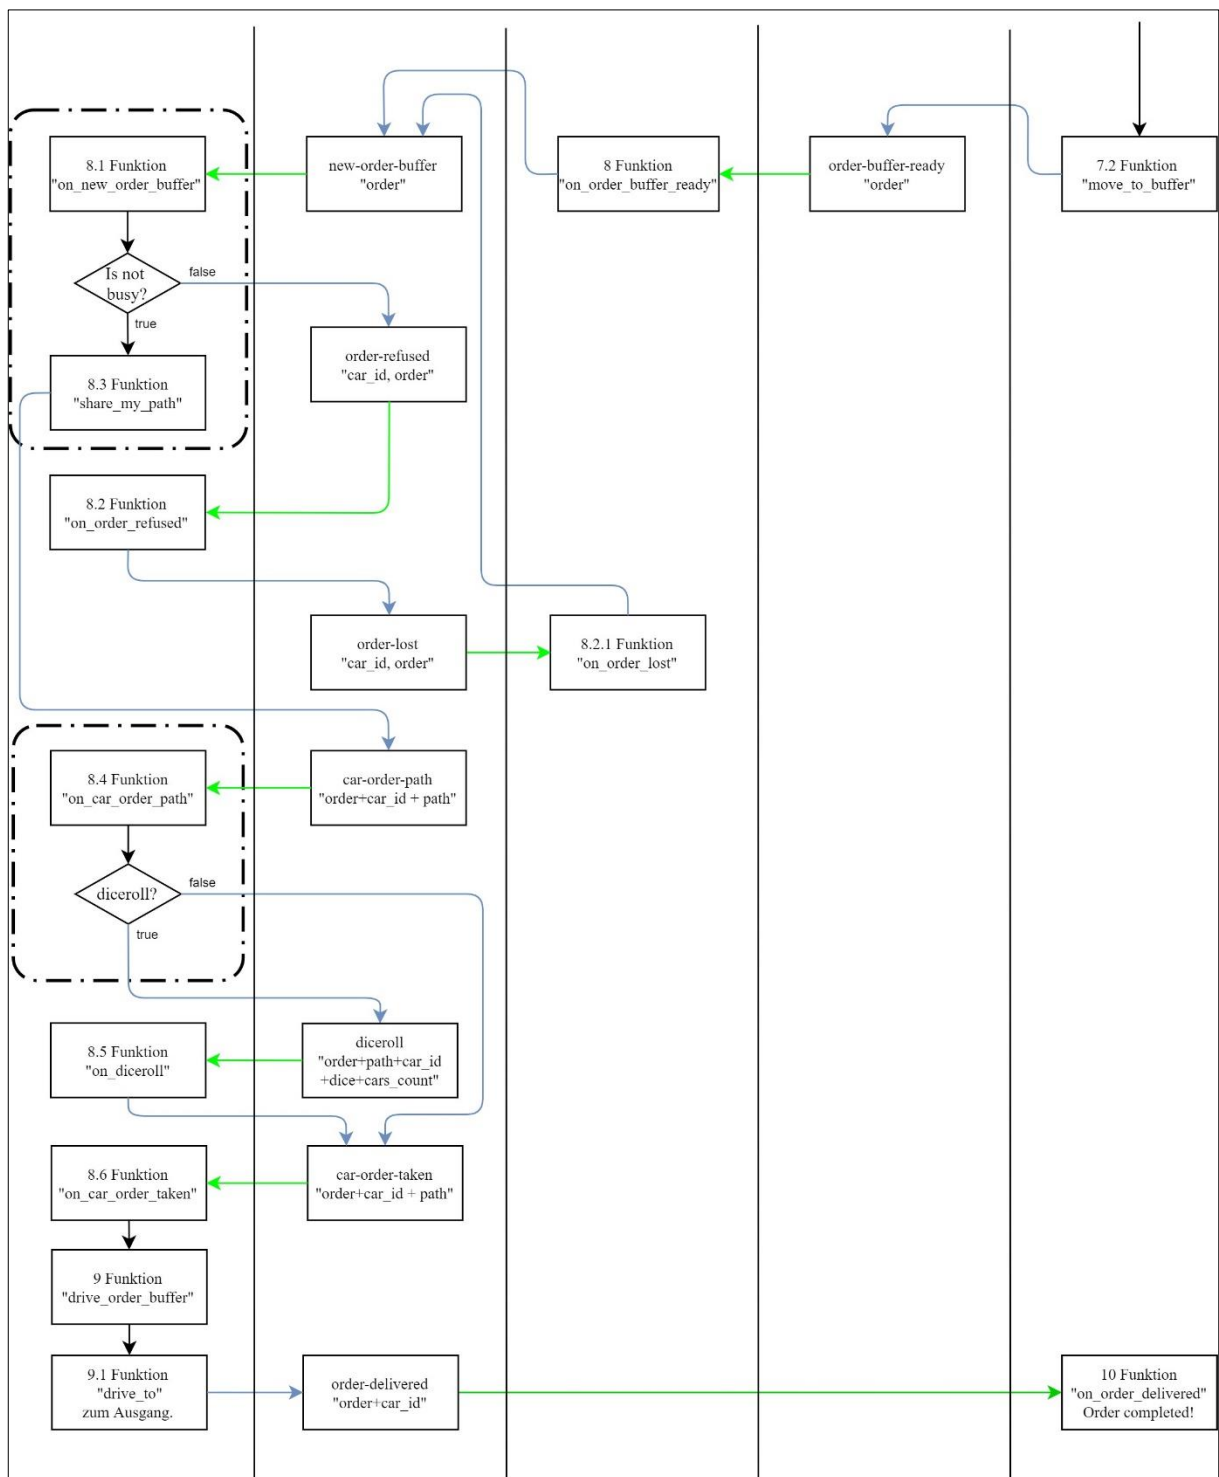 8.1 Funktion
"on_new_order_buffer"
new-order-buffer
"order"
8 Funktion
"on_order_buffer_ready"
order-buffer-ready
"order"
7.2 Funktion
"move_to_buffer"
Is not
busy?
false
true
order-refused
"car_id, order"
8.3 Funktion
"share_my_path"
8.2 Funktion
"on_order_refused"
order-lost
"car_id, order"
8.2.1 Funktion
"on_order_lost"
8.4 Funktion
"on_car_order_path"
car-order-path
"order+car_id + path"
diceroll?
false
true
8.5 Funktion
"on_diceroll"
diceroll
"order+path+car_id
+dice+cars_count"
8.6 Funktion
"on_car_order_taken"
car-order-taken
"order+car_id + path"
9 Funktion
"drive_order_buffer"
9.1 Funktion
"drive_to"
zum Ausgang.
order-delivered
"order+car_id"
10 Funktion
"on_order_delivered"
Order completed!